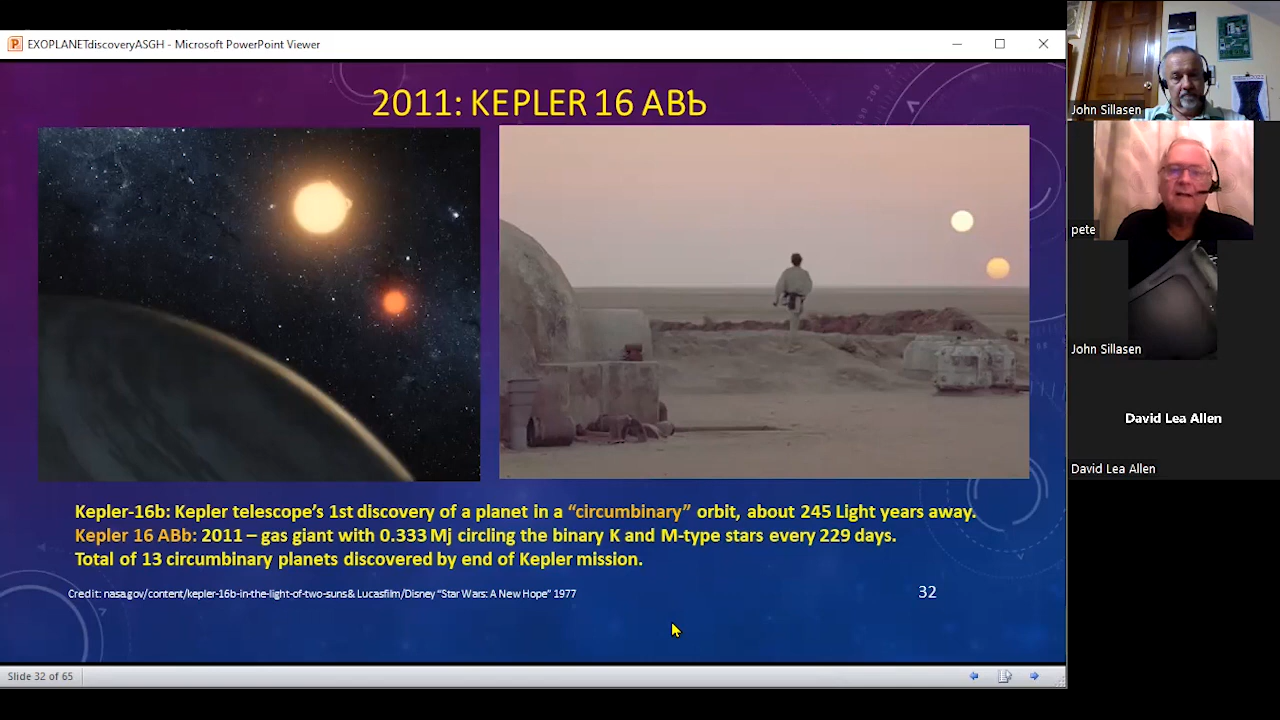 EXOPLANETdiscoveryASGH - Microsoft PowerPoint Viewer
2011: KEPLER 16 ABb
Kepler-16b: Kepler telescope's 1st discovery of a planet in a “circumbinary” orbit, about 245 Light years away.
Kepler 16 ABb: 2011 – gas giant with 0.333 Mj circling the binary K and M-type stars every 229 days.
Total of 13 circumbinary planets discovered by end of Kepler mission.
Credit: nasa.gov/content/kepler-16b-in-the-light-of-two-suns& Lucasfilm/Disney “Star Wars: A New Hope” 1977
32
Slide 32 of 65
John Sillasen
pete
John Sillasen
David Lea Allen
David Lea Allen